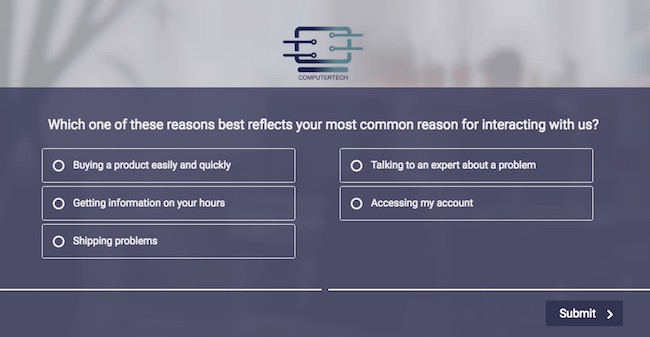 COMPUTERTECH
Which one of these reasons best reflects your most common reason for interacting with us?
Buying a product easily and quickly
Talking to an expert about a problem
Getting information on your hours
Accessing my account
Shipping problems
Submit